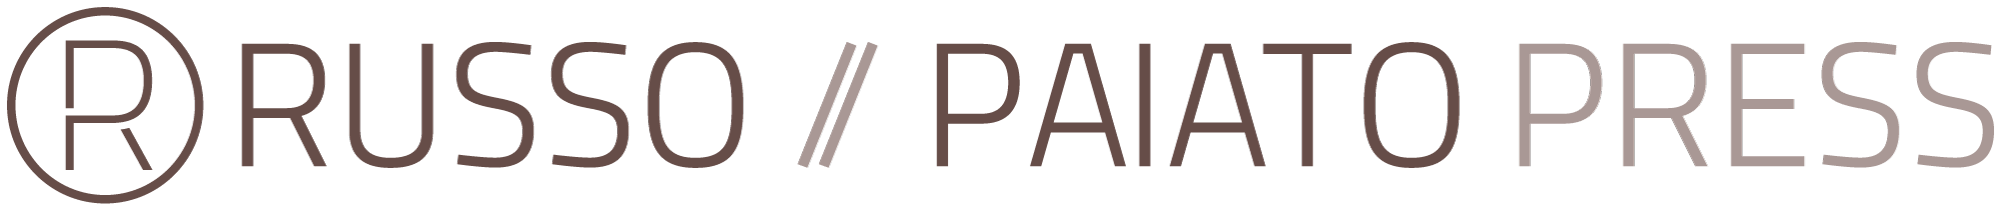 R RUSSO // PAIATO PRESS